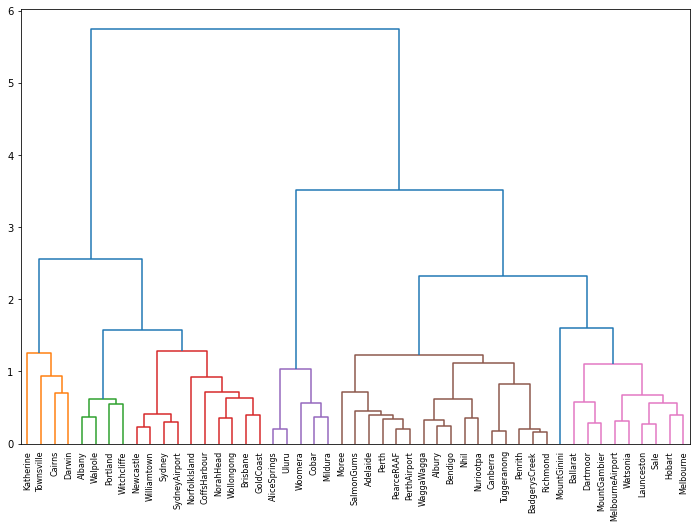 6
5
4
3
2
1
0
Katherine
Townsville
Cairns
Darwin
Albany
Walpole
Portland
Witchcliffe
Newcastle
Williamtown
Sydney
SydneyAirport
NorfolkIsland
CoffsHarbour
NorahHead
Wollongong
Brisbane
GoldCoast
AliceSprings
Uluru
Woomera
Cobar
Mildura
Moree
SalmonGums
Adelaide
Perth
PearceRAAF
PerthAirport
WaggaWagga
Albury
Bendigo
Nhil
Nuriootpa
Canberra
Tuggeranong
Penrith
BadgerysCreek
Richmond
MountGinini
Ballarat
Dartmoor
MountGambier
MelbourneAirport
Watsonia
Launceston
Sale
Hobart
Melbourne